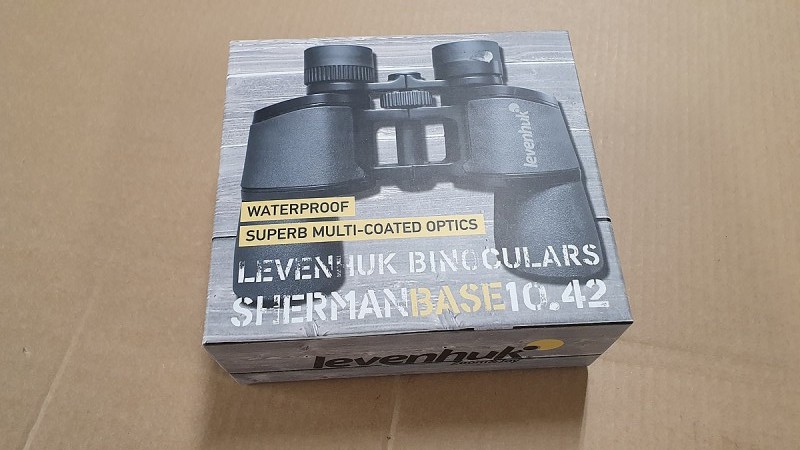 levenhuk
WATERPROOF
SUPERB MULTI-COATED OPTICS
LEVENHUK BINOCULARS
SHERMANBASE10.42
levenhuk